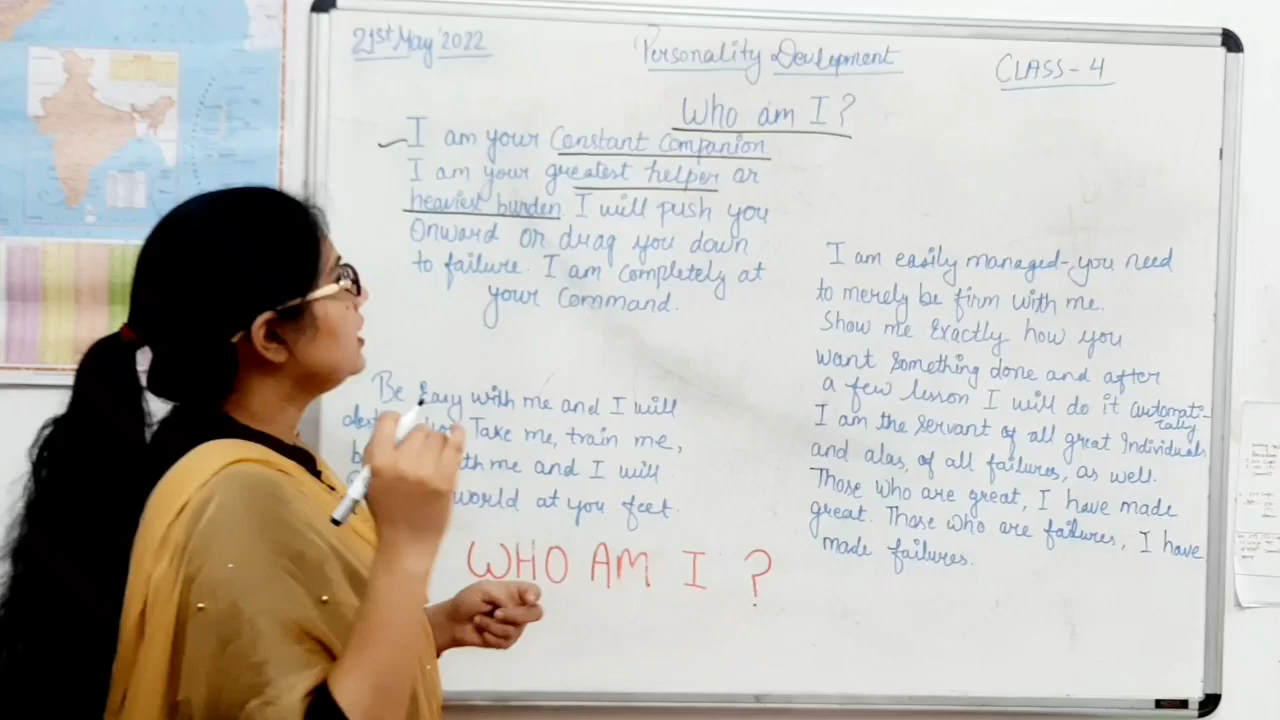 21st May '2022
Personality Development
CLASS-4
Who am I?
I am your Constant Companion
I am your greatest helper or
heaviest burden. I will push you
Onward or drag you down
to failure. I am completely at
your Command.
Be Easy with me and I will
Take me, train me,
me and I will
world at you feet.
WHO AM I ?
I am easily managed-you need
to merely be firm with me.
Show me Exactly how you
want Something done and after
a few lesson I will do it automati-
cally
I am the Servant of all great Individuals
and alas, of all failures, as well.
Those who are great, I have made
great. Those who are failures, I have
made failures.